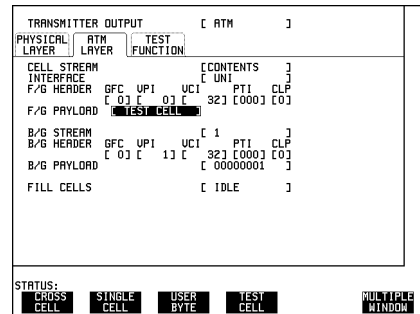 TRANSMITTER OUTPUT [ ATM ]
PHYSICAL LAYER ATM LAYER TEST FUNCTION
CELL STREAM [CONTENTS ]
INTERFACE [ UNI ]
F/G HEADER GFC VPI VCI PTI CLP
[ 0] [ 0] [ 32] [000] [0]
F/G PAYLOAD [ TEST CELL ]
B/G STREAM [ 1 ]
B/G HEADER GFC VPI VCI PTI CLP
[ 0] [ 1] [ 32] [000] [0]
B/G PAYLOAD [ 00000001 ]
FILL CELLS [ IDLE ]
STATUS:
CROSS CELL SINGLE CELL USER BYTE TEST CELL MULTIPLE WINDOW